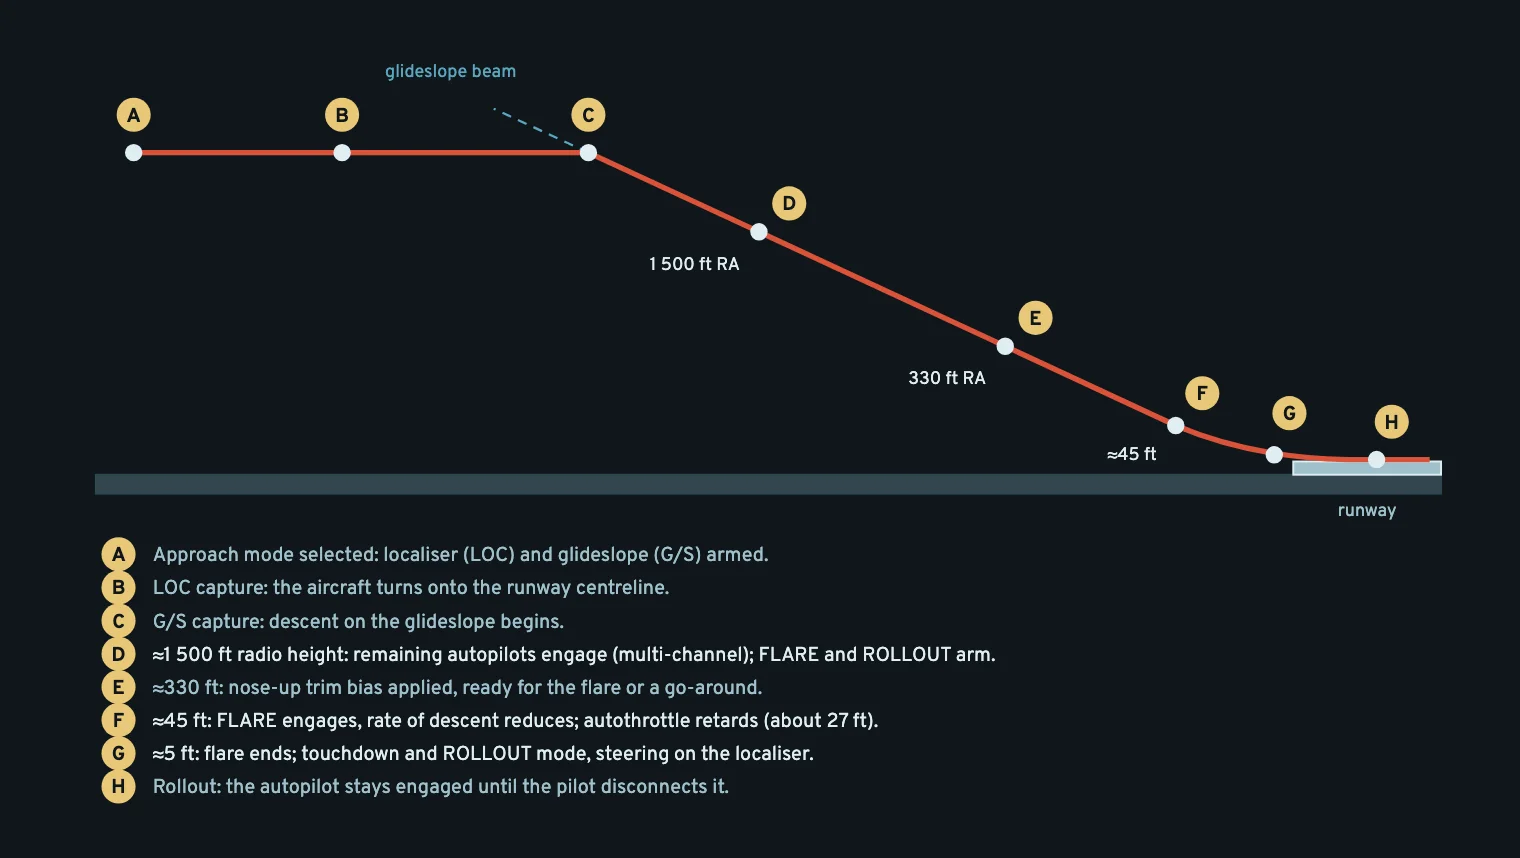 glideslope beam
A
B
C
D
1 500 ft RA
E
330 ft RA
F
G
H
≈45 ft
runway
A Approach mode selected: localiser (LOC) and glideslope (G/S) armed.
B LOC capture: the aircraft turns onto the runway centreline.
C G/S capture: descent on the glideslope begins.
D ≈1 500 ft radio height: remaining autopilots engage (multi-channel); FLARE and ROLLOUT arm.
E ≈330 ft: nose-up trim bias applied, ready for the flare or a go-around.
F ≈45 ft: FLARE engages, rate of descent reduces; autothrottle retards (about 27 ft).
G ≈5 ft: flare ends; touchdown and ROLLOUT mode, steering on the localiser.
H Rollout: the autopilot stays engaged until the pilot disconnects it.